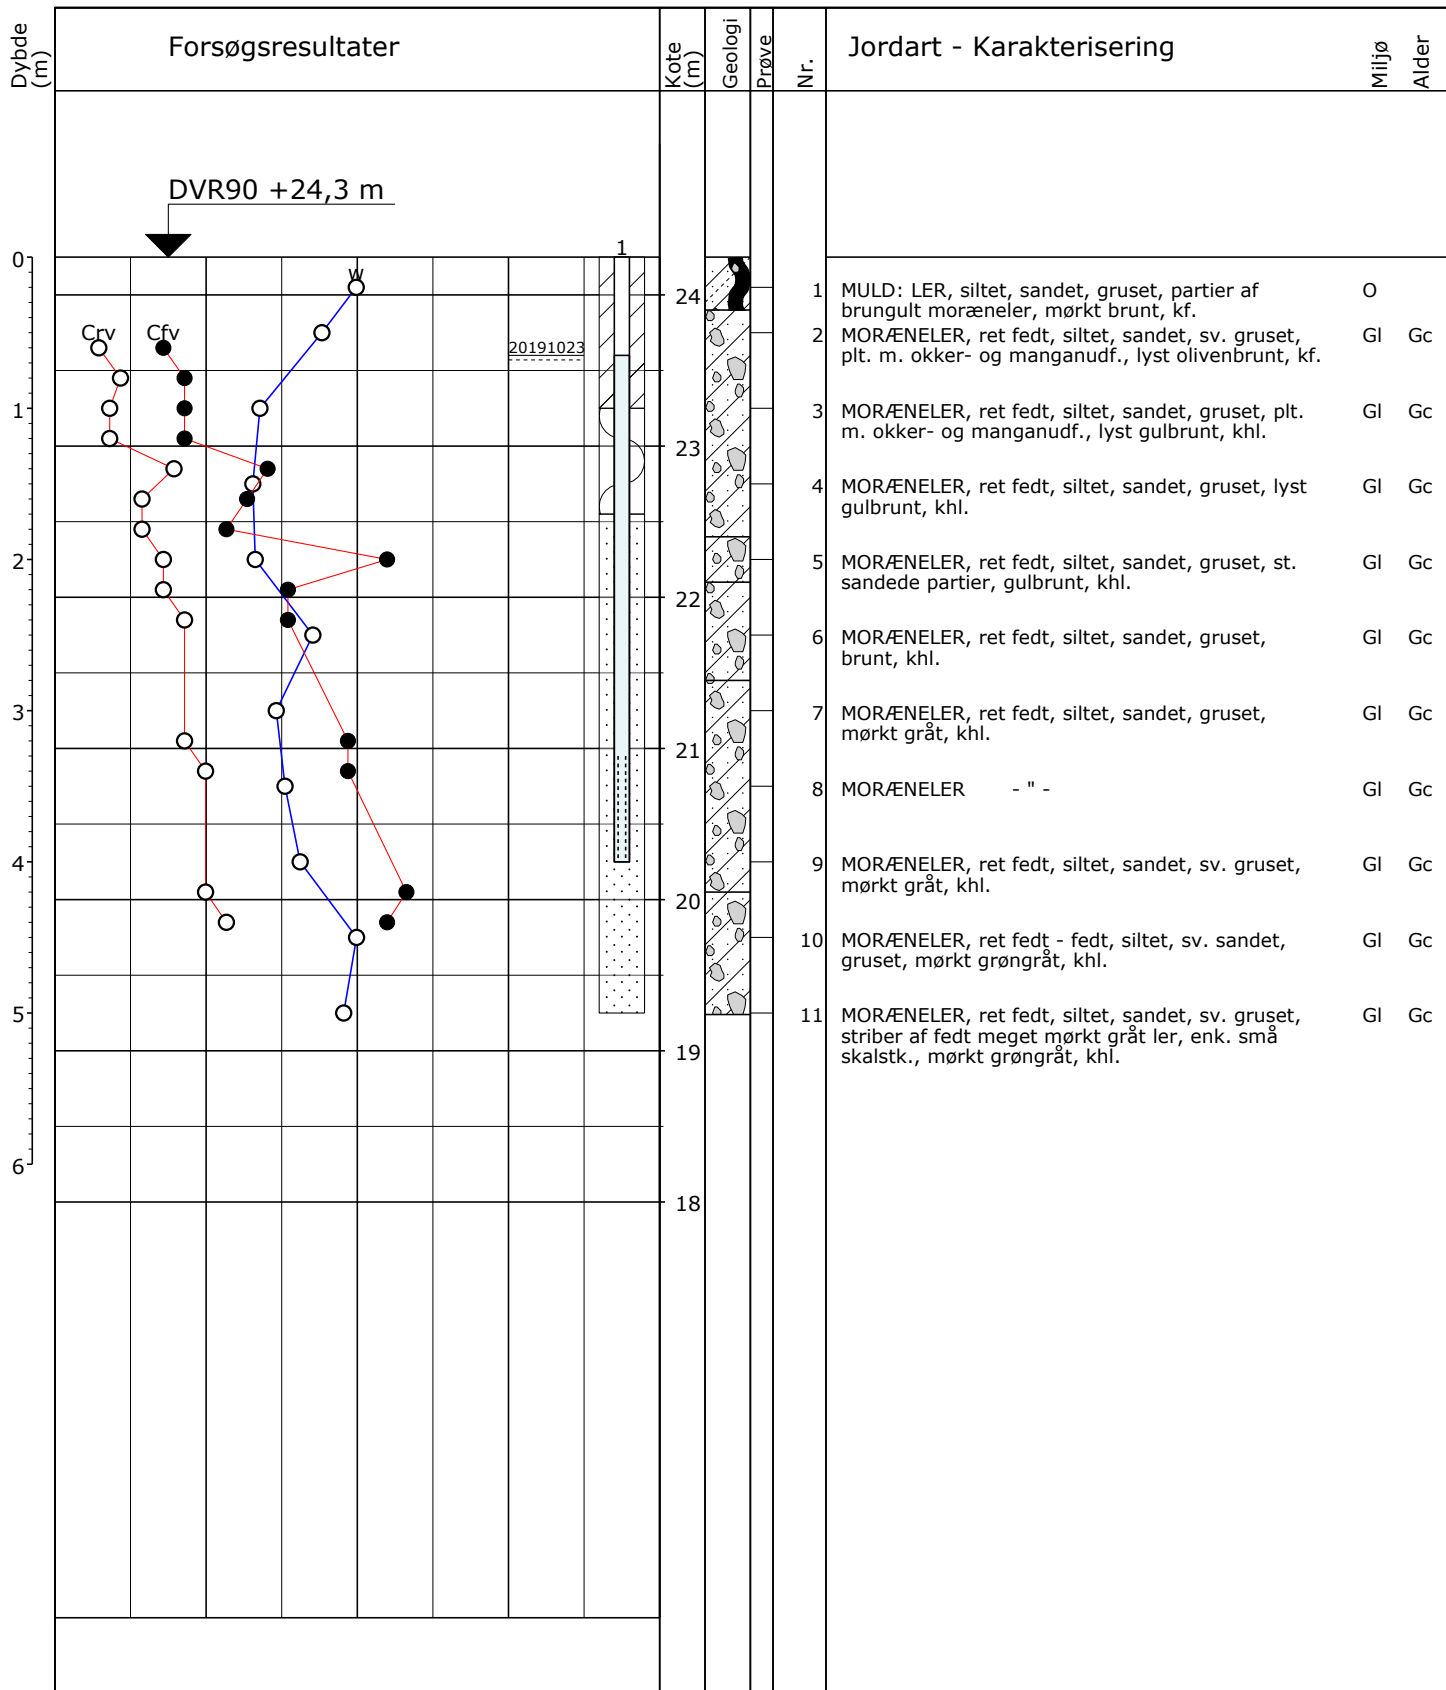 Dybde
(m)
Forsøgsresultater
Kote
(m)
Geologi
Prøve
Nr.
Jordart - Karakterisering
Miljø
Alder
DVR90 +24,3 m
0
1
2
3
4
5
6
w
Crv
Cfv
20191023
1
24
23
22
21
20
19
18
1 MULD: LER, siltet, sandet, gruset, partier af O
brungult moræneler, mørkt brunt, kf.
2 MORÆNELER, ret fedt, siltet, sandet, sv. gruset, Gl Gc
plt. m. okker- og manganudf., lyst olivenbrunt, kf.
3 MORÆNELER, ret fedt, siltet, sandet, gruset, plt. Gl Gc
m. okker- og manganudf., lyst gulbrunt, khl.
4 MORÆNELER, ret fedt, siltet, sandet, gruset, lyst Gl Gc
gulbrunt, khl.
5 MORÆNELER, ret fedt, siltet, sandet, gruset, st. Gl Gc
sandede partier, gulbrunt, khl.
6 MORÆNELER, ret fedt, siltet, sandet, gruset, Gl Gc
brunt, khl.
7 MORÆNELER, ret fedt, siltet, sandet, gruset, Gl Gc
mørkt gråt, khl.
8 MORÆNELER - " - Gl Gc
9 MORÆNELER, ret fedt, siltet, sandet, sv. gruset, Gl Gc
mørkt gråt, khl.
10 MORÆNELER, ret fedt - fedt, siltet, sv. sandet, Gl Gc
gruset, mørkt grøngråt, khl.
11 MORÆNELER, ret fedt, siltet, sandet, sv. gruset, Gl Gc
striber af fedt meget mørkt gråt ler, enk. små
skalstk., mørkt grøngråt, khl.